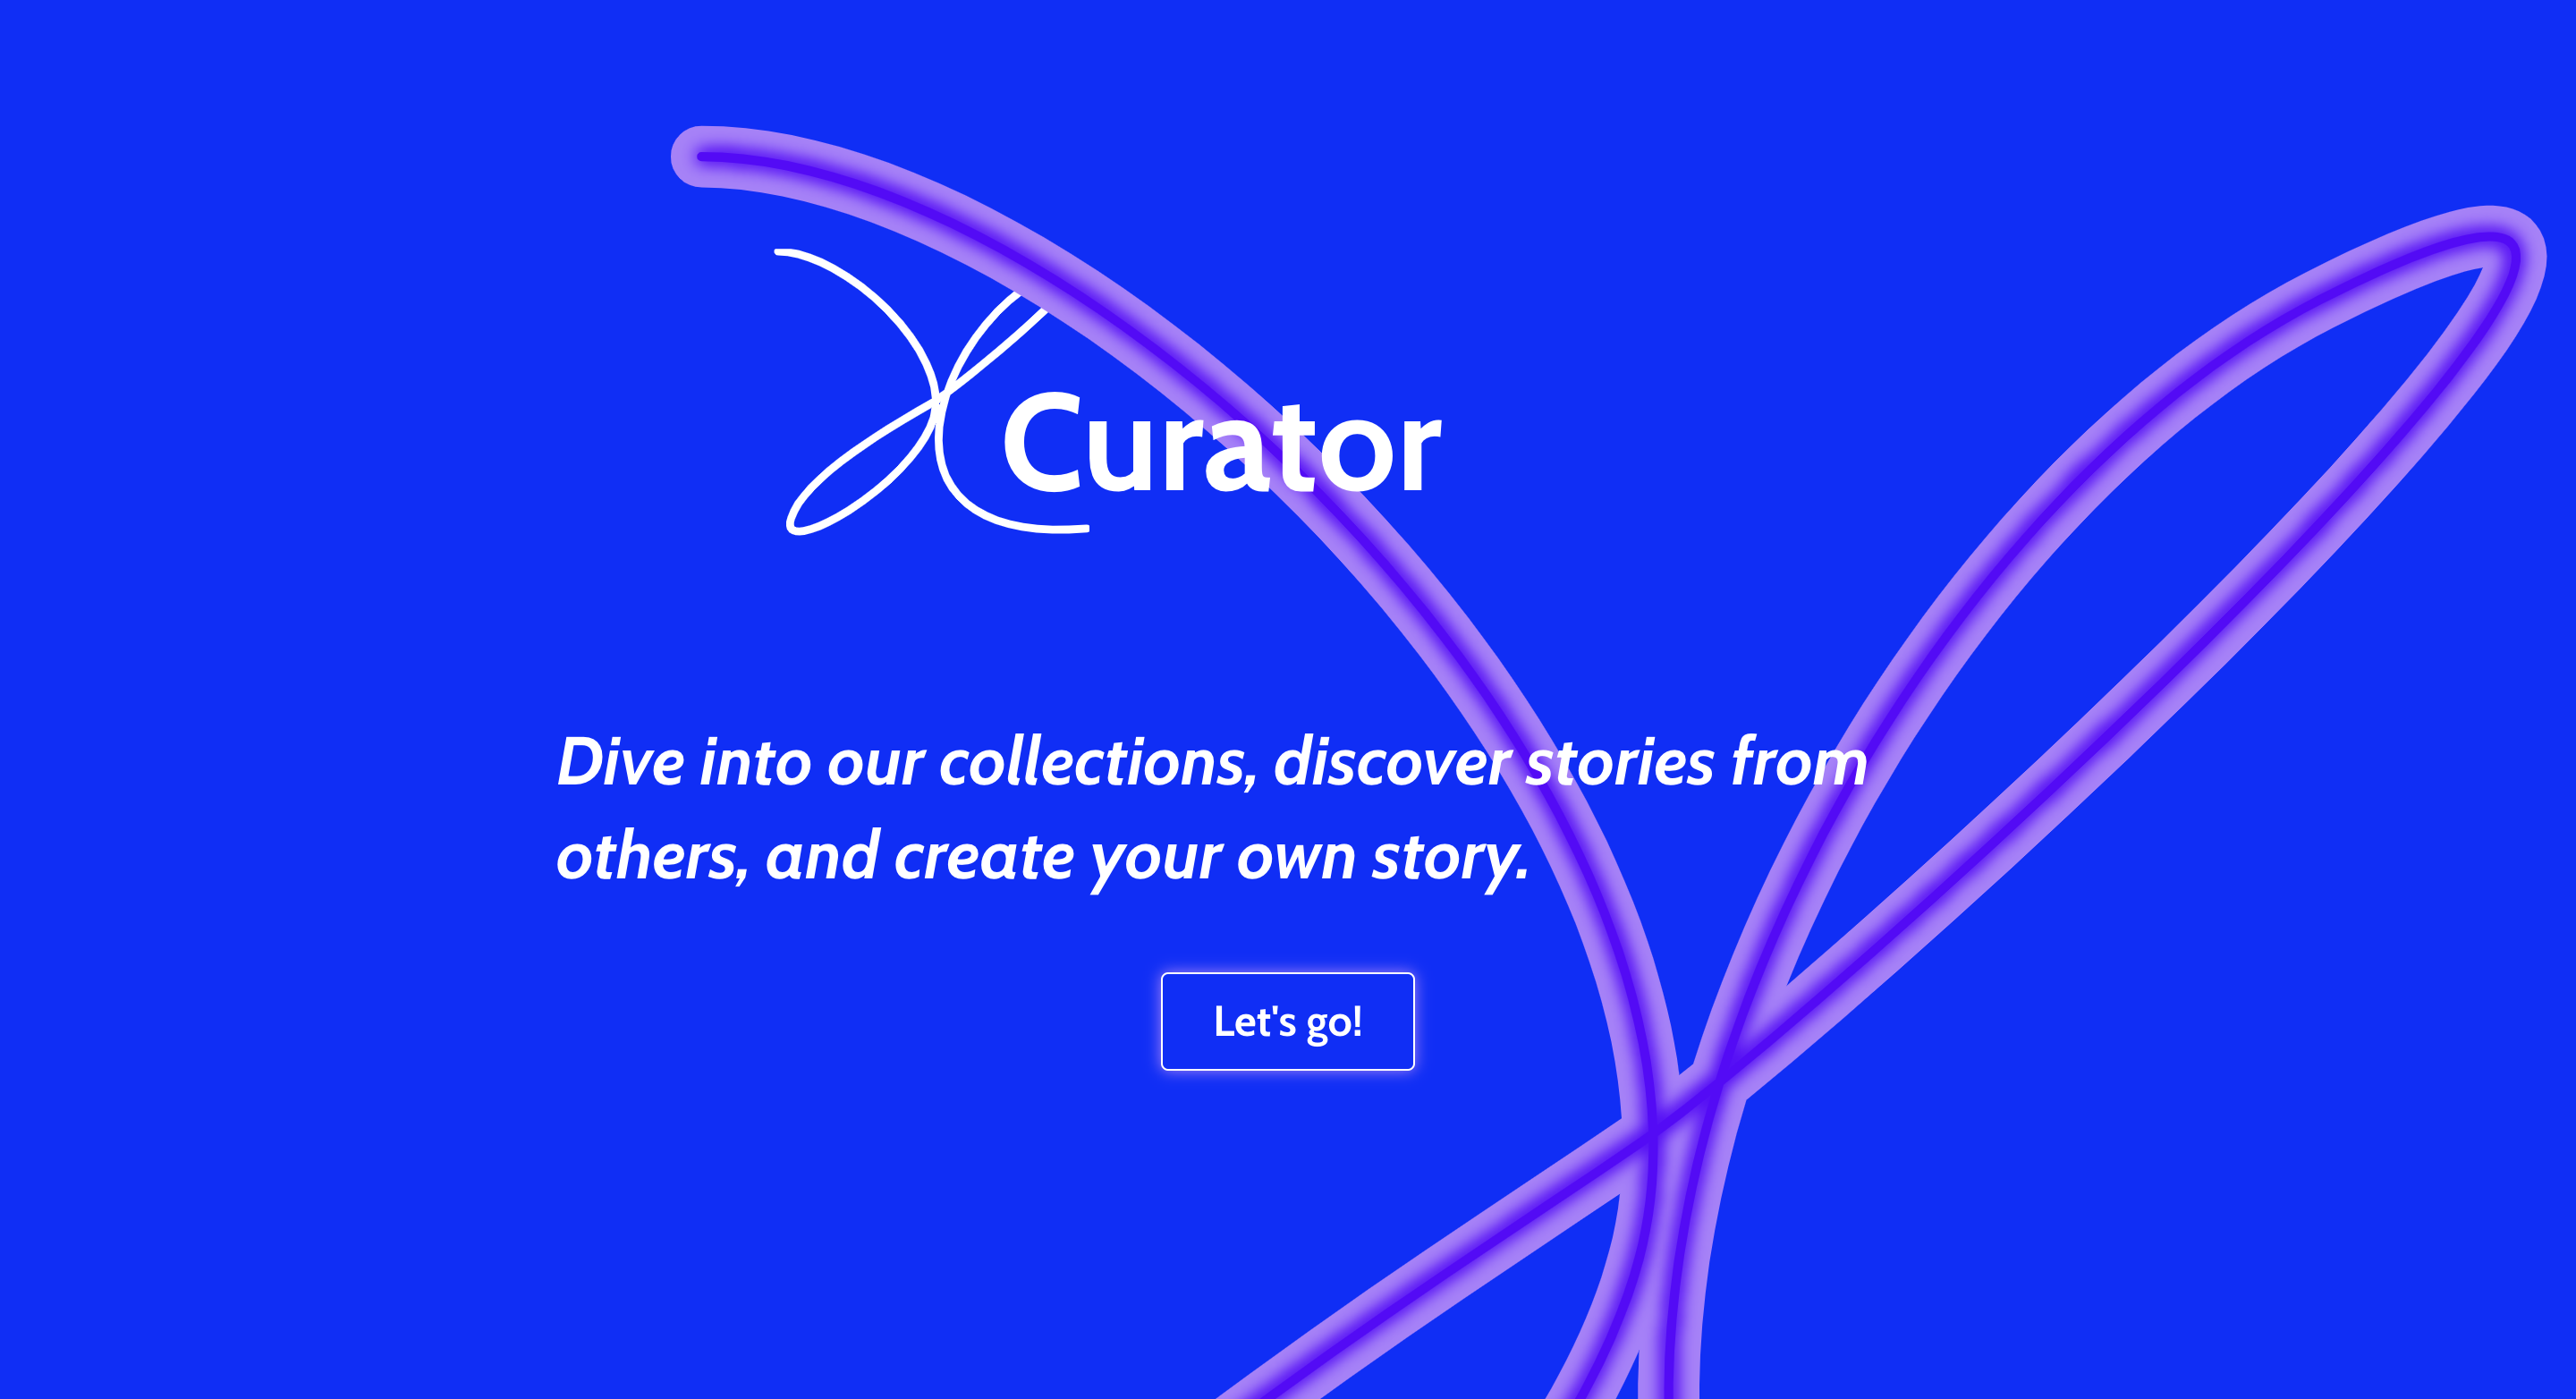 Curator
Dive into our collections, discover stories from
others, and create your own story.
Let's go!